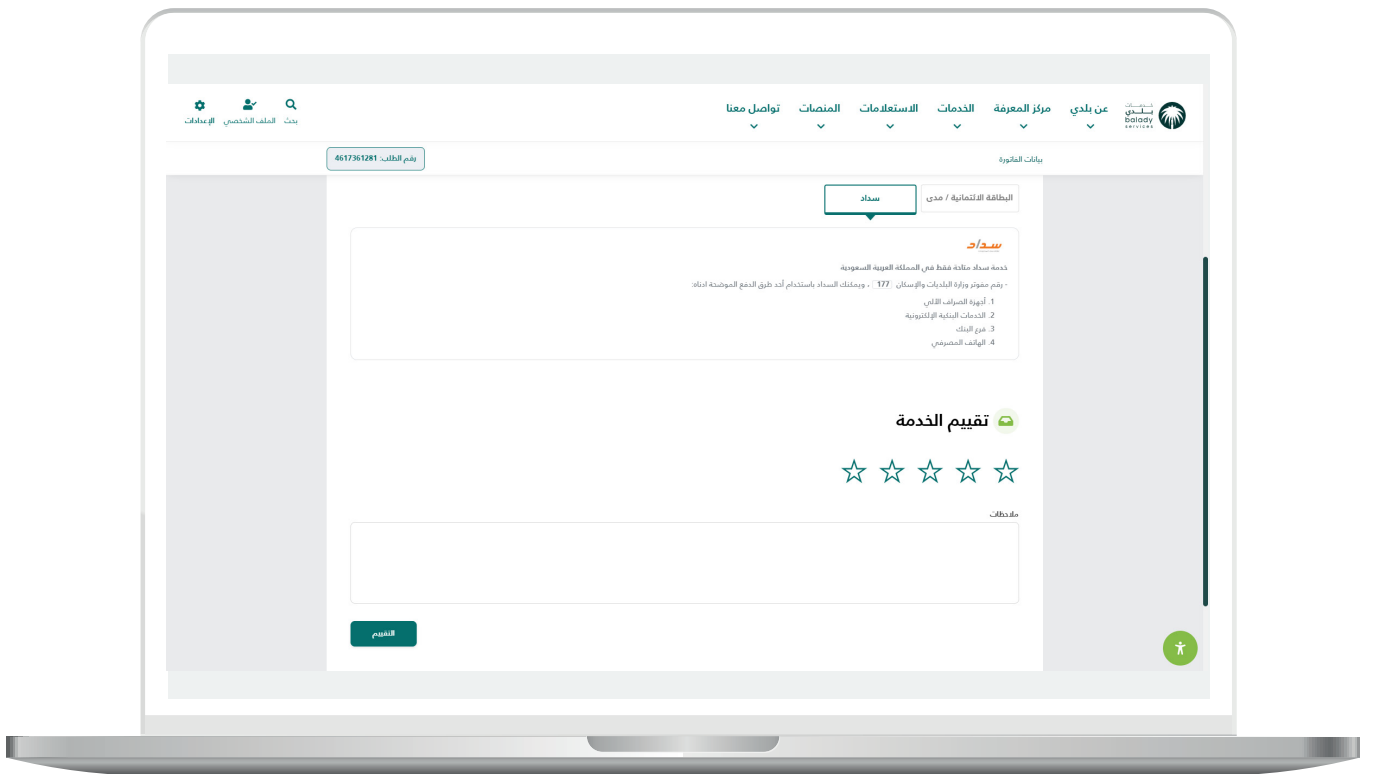 خدمات
بلدي
balady
services
عن بلدي
مركز المعرفة
الخدمات
الاستعلامات
المنصات
تواصل معنا
بحث
الملف الشخصي
الإعدادات
بيانات الفاتورة
رقم الطلب: 4617361281
البطاقة الائتمانية / مدى
سداد
سداد
خدمة سداد متاحة فقط في المملكة العربية السعودية
- رقم مفوتر وزارة البلديات والإسكان 177 ، ويمكنك السداد باستخدام أحد طرق الدفع الموضحة ادناه:
1. أجهزة الصراف الآلي
2. الخدمات البنكية الإلكترونية
3. فرع البنك
4. الهاتف المصرفي
تقييم الخدمة
ملاحظات
التقييم